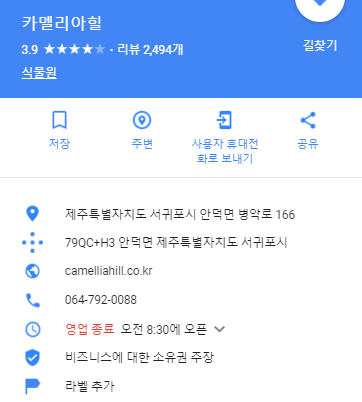 카멜리아힐
3.9 ★★★★★ · 리뷰 2,494개
식물원
길찾기
저장
주변
사용자 휴대전
화로 보내기
공유
제주특별자치도 서귀포시 안덕면 병악로 166
79QC+H3 안덕면 제주특별자치도 서귀포시
camelliahill.co.kr
064-792-0088
영업 종료 오전 8:30에 오픈
비즈니스에 대한 소유권 주장
라벨 추가